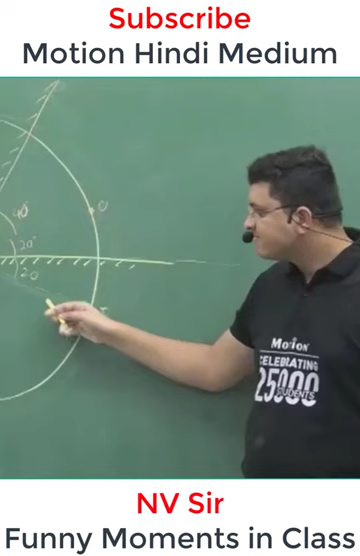 Subscribe
Motion Hindi Medium
40°
O
20°
20
Motion
CELEBRATING
25000
STUDENTS
NV Sir
Funny Moments in Class